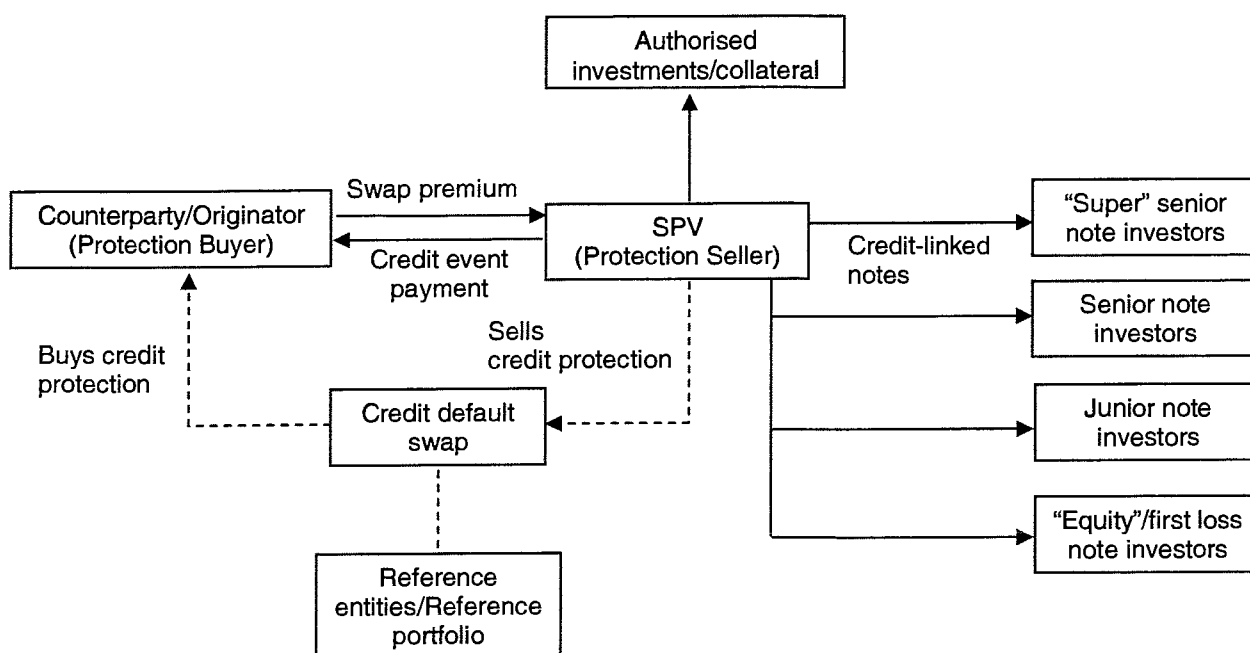 Authorised
investments/collateral
Swap premium
Counterparty/Originator
(Protection Buyer)
SPV
(Protection Seller)
“Super” senior
note investors
Credit event
payment
Credit-linked
notes
Senior note
investors
Buys credit
protection
Sells
credit protection
Credit default
swap
Junior note
investors
“Equity”/first loss
note investors
Reference
entities/Reference
portfolio